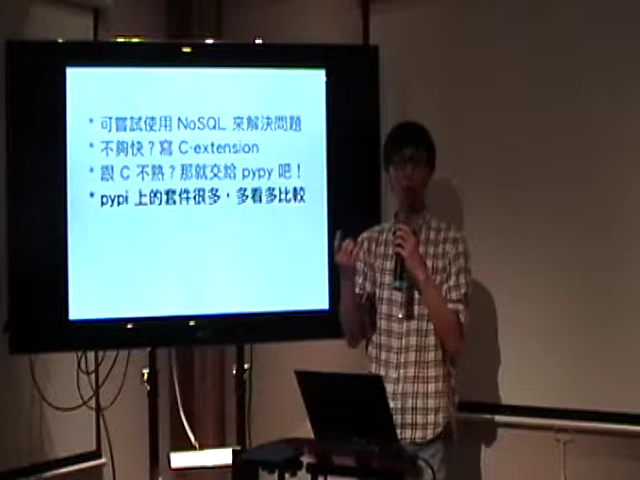 * 可嘗試使用 NoSQL 來解決問題
* 不夠快？寫 C-extension
* 跟 C 不熟？那就交給 pypy 吧！
* pypi 上的套件很多，多看多比較